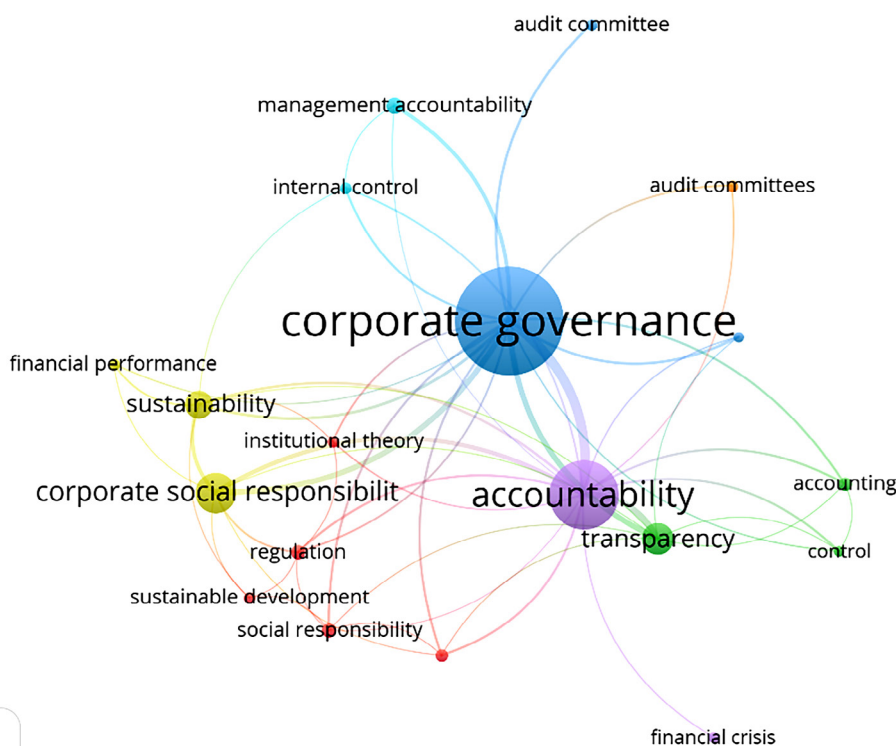 audit committee
management accountability
internal control
audit committees
corporate governance
financial performance
sustainability
institutional theory
corporate social responsibilit
accountability
accounting
transparency
control
regulation
sustainable development
social responsibility
financial crisis